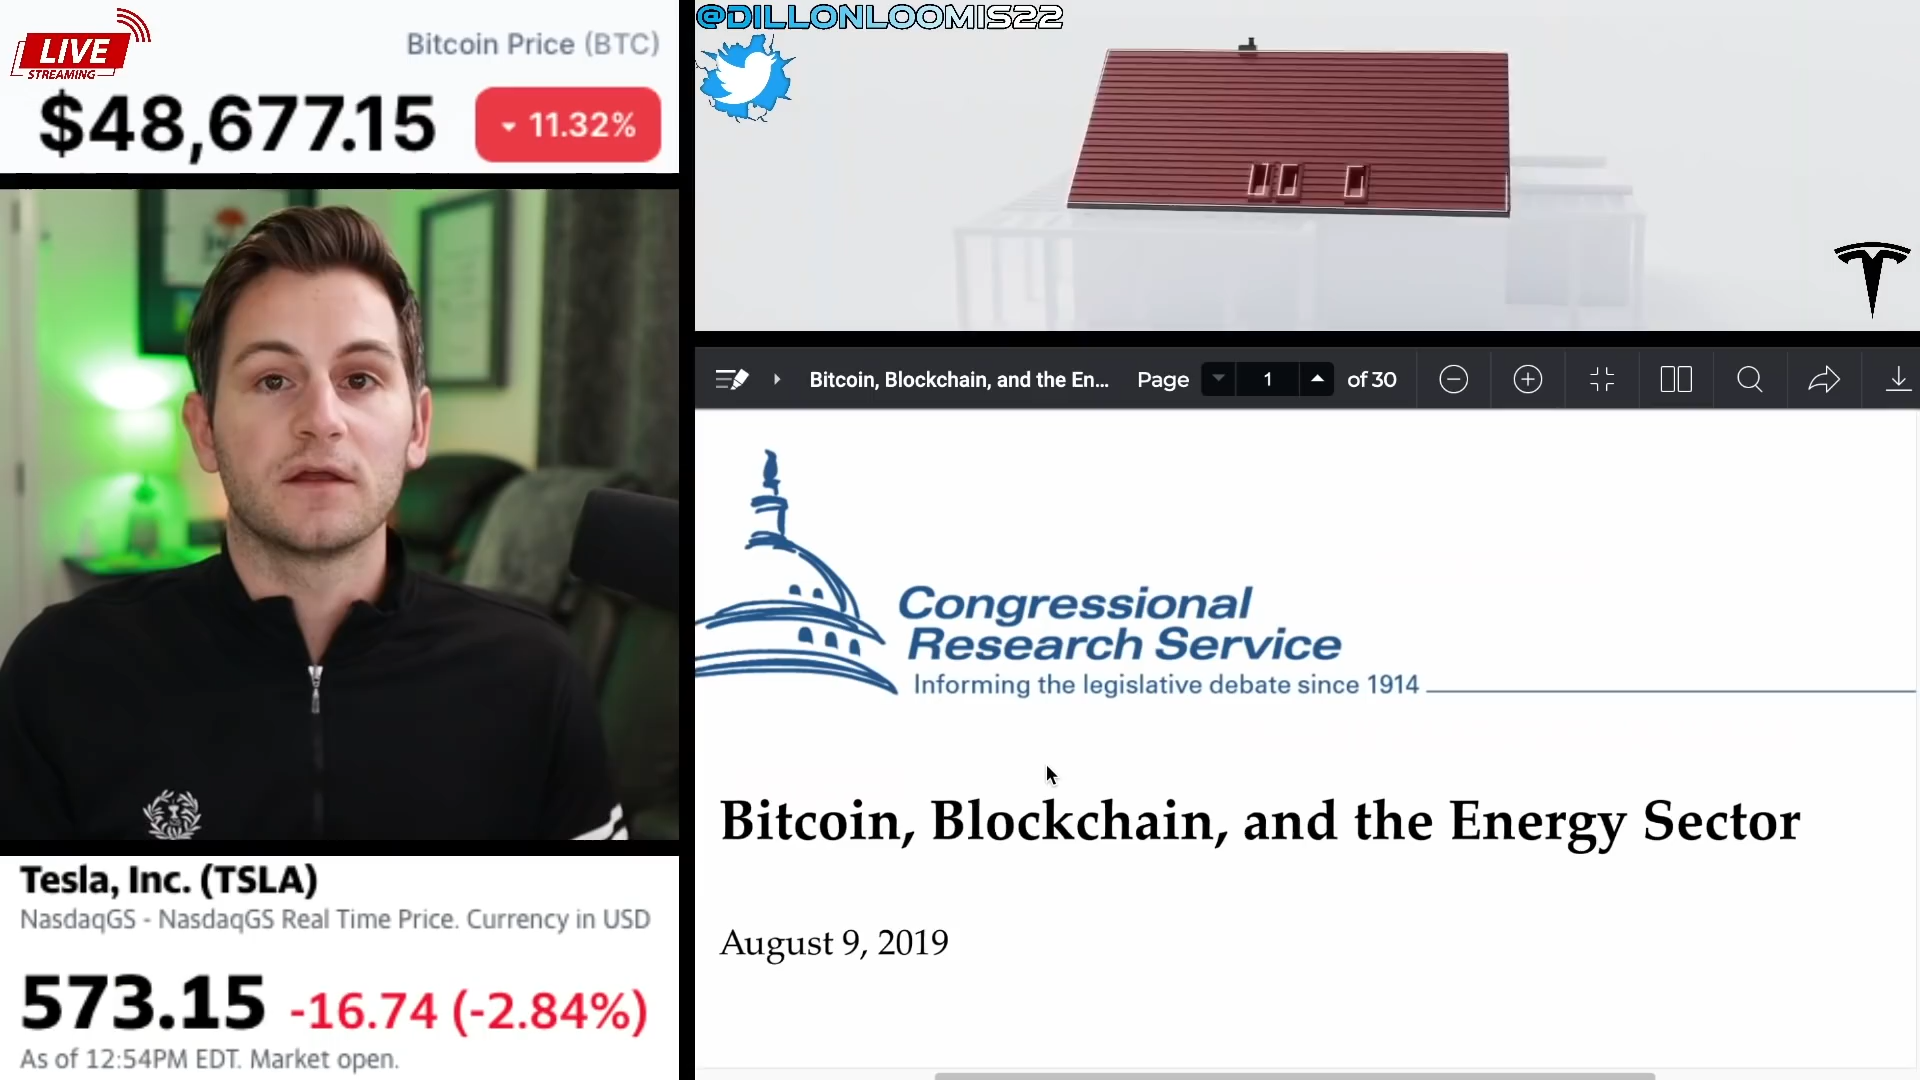 LIVE
STREAMING
Bitcoin Price (BTC)
$48,677.15
11.32%
Tesla, Inc. (TSLA)
NasdaqGS - NasdaqGS Real Time Price. Currency in USD
573.15 -16.74 (-2.84%)
As of 12:54PM EDT. Market open.
@DILLONLOOMIS22
Bitcoin, Blockchain, and the En... Page 1 of 30
Congressional
Research Service
Informing the legislative debate since 1914
Bitcoin, Blockchain, and the Energy Sector
August 9, 2019